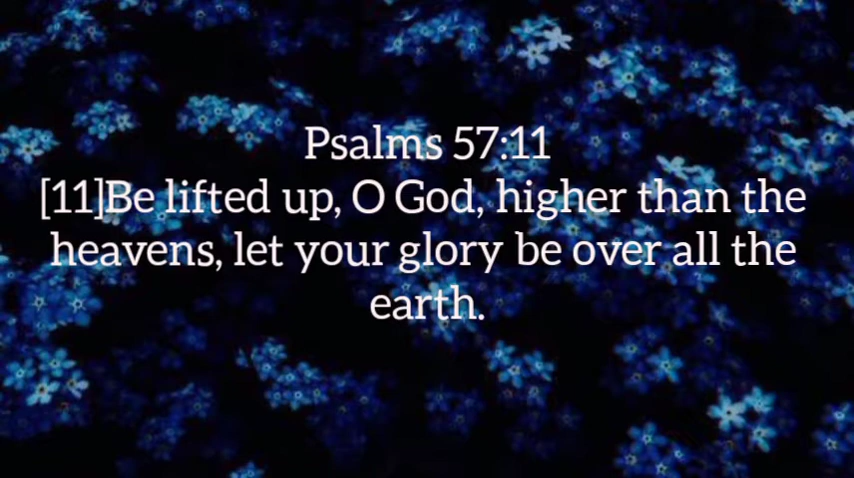 Psalms 57:11
[11]Be lifted up, O God, higher than the
heavens, let your glory be over all the
earth.